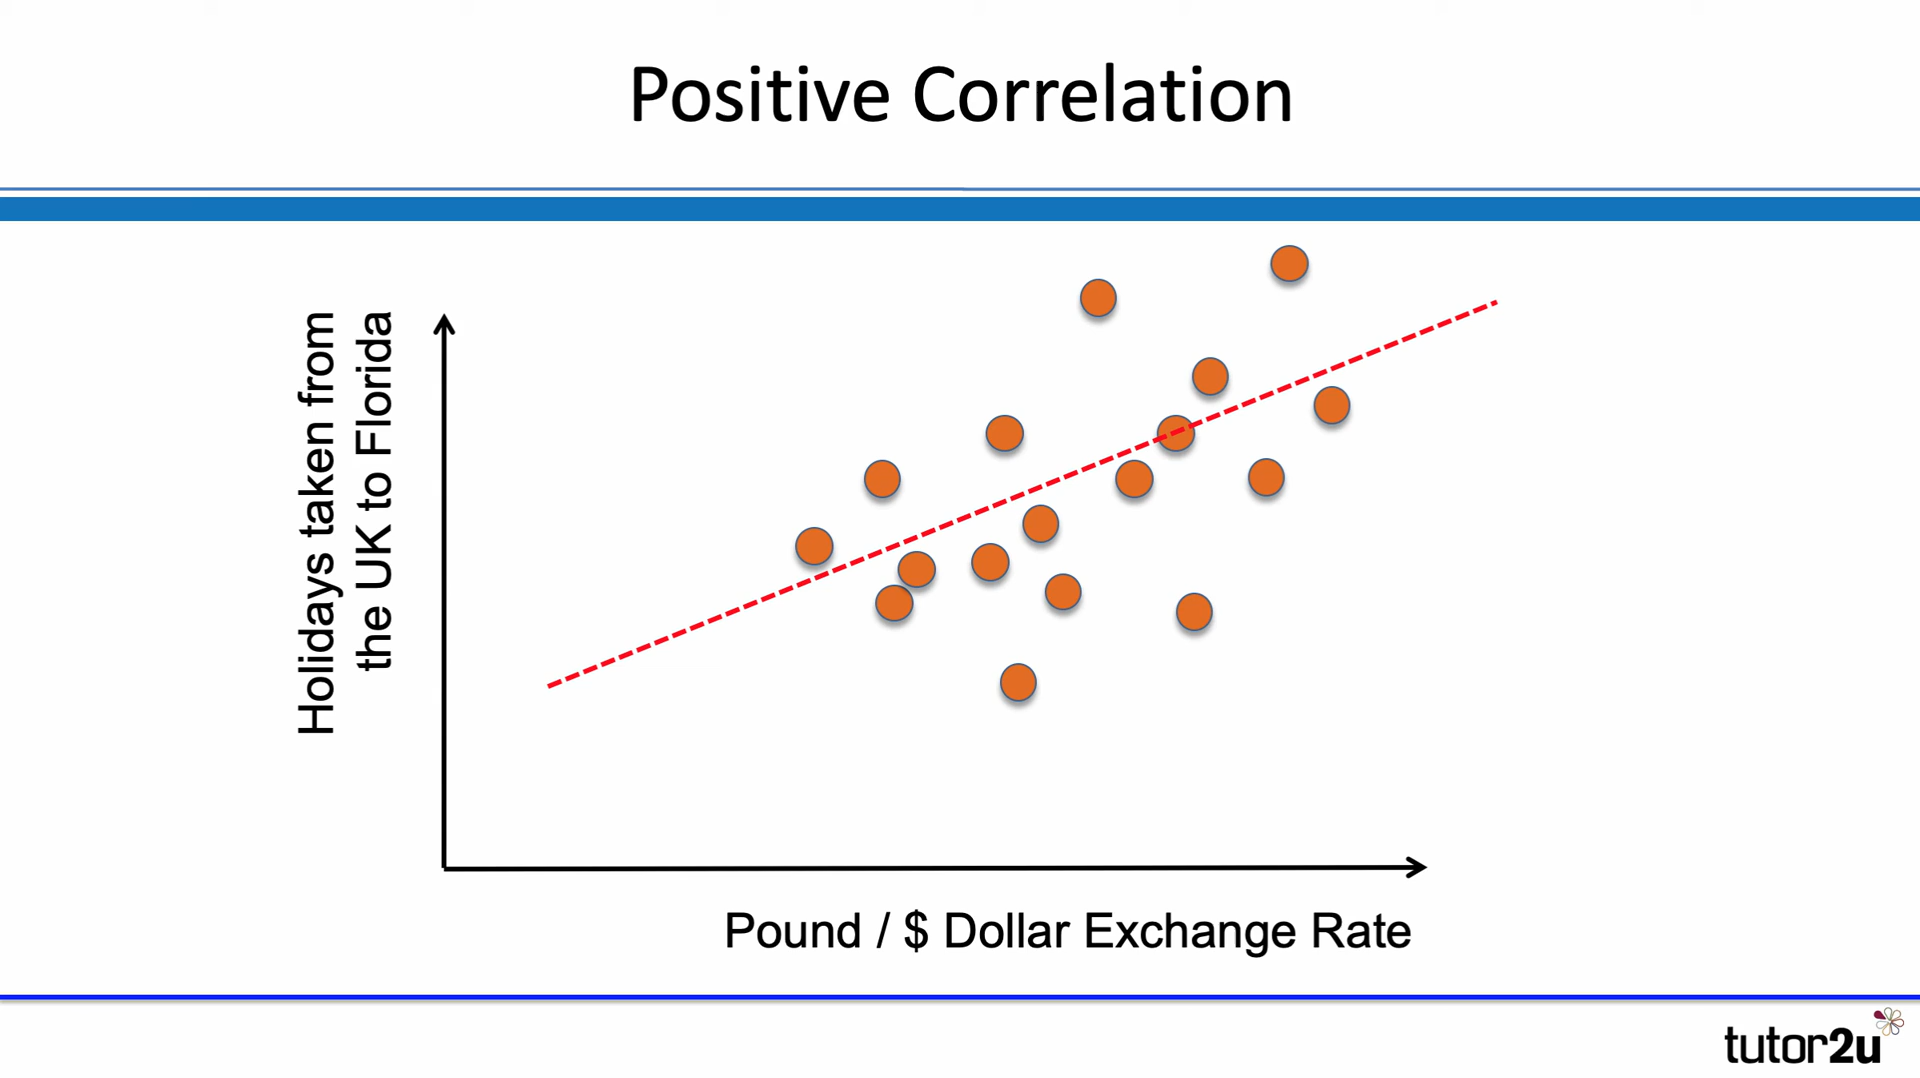 Positive Correlation
Holidays taken from
the UK to Florida
Pound / $ Dollar Exchange Rate
tutor2u